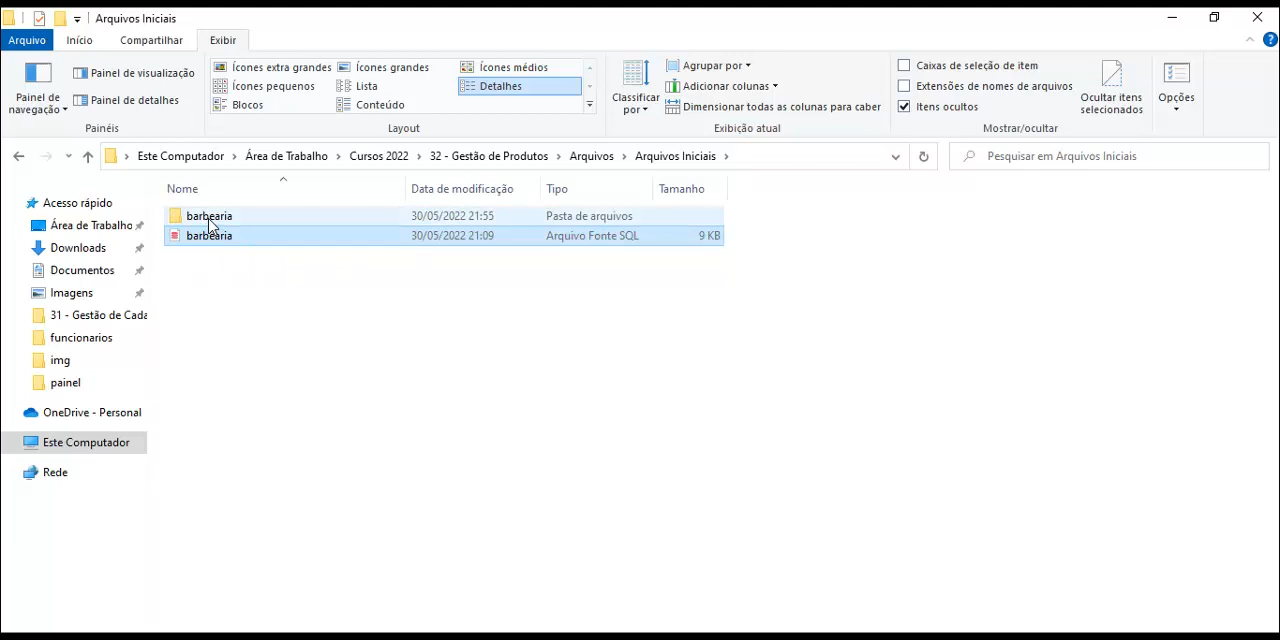 Arquivos Iniciais
Arquivo Início Compartilhar Exibir
Painel de navegação
Painel de visualização
Painel de detalhes
Painéis
Ícones extra grandes Ícones grandes Ícones médios
Ícones pequenos Lista Detalhes
Blocos Conteúdo
Layout
Classificar por
Agrupar por
Adicionar colunas
Dimensionar todas as colunas para caber
Exibição atual
Caixas de seleção de item
Extensões de nomes de arquivos
Itens ocultos
Ocultar itens selecionados
Mostrar/ocultar
Opções
Este Computador Área de Trabalho Cursos 2022 32 - Gestão de Produtos Arquivos Arquivos Iniciais
Pesquisar em Arquivos Iniciais
Acesso rápido
Área de Trabalho
Downloads
Documentos
Imagens
31 - Gestão de Cada
funcionarios
img
painel
OneDrive - Personal
Este Computador
Rede
Nome Data de modificação Tipo Tamanho
barbearia 30/05/2022 21:55 Pasta de arquivos
barbearia 30/05/2022 21:09 Arquivo Fonte SQL 9 KB